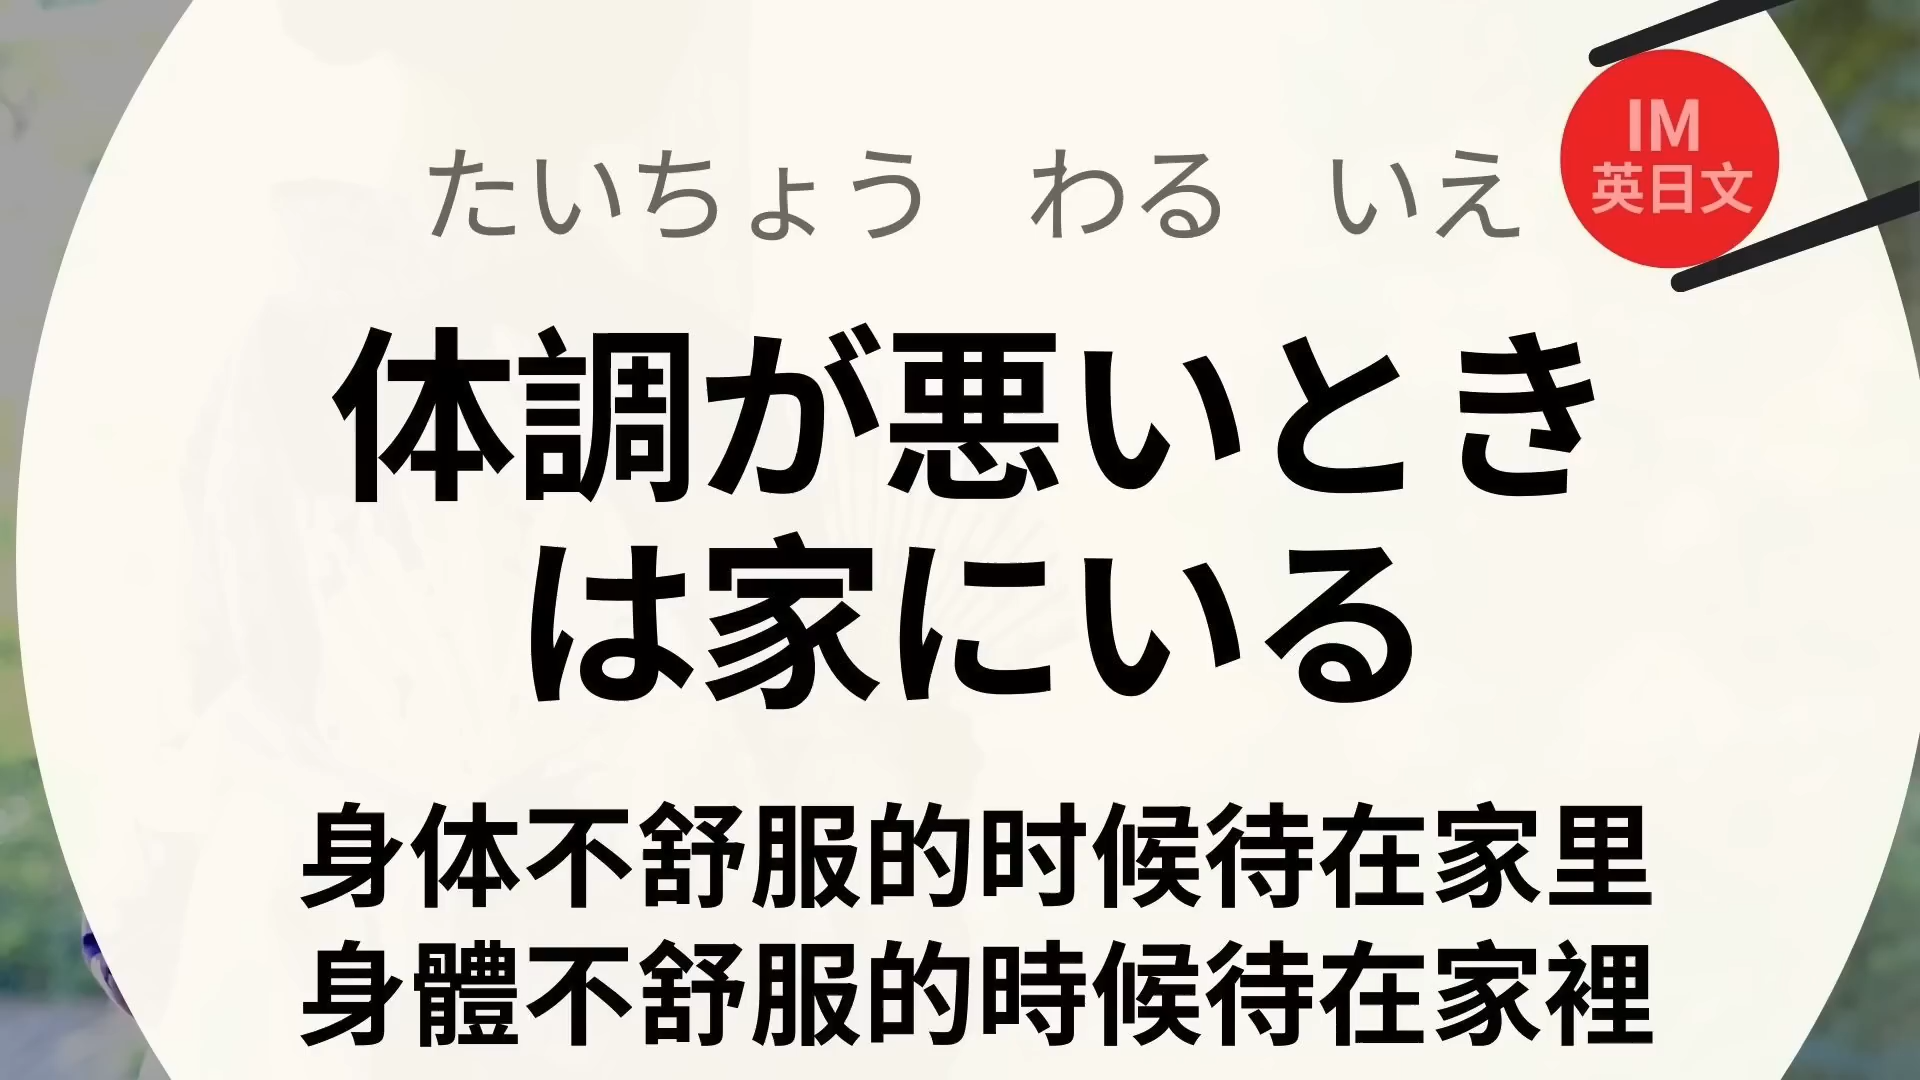 たいちょう　わる　いえ
IM
英日文
体調が悪いとき
は家にいる
身体不舒服的时候待在家里
身體不舒服的時候待在家裡